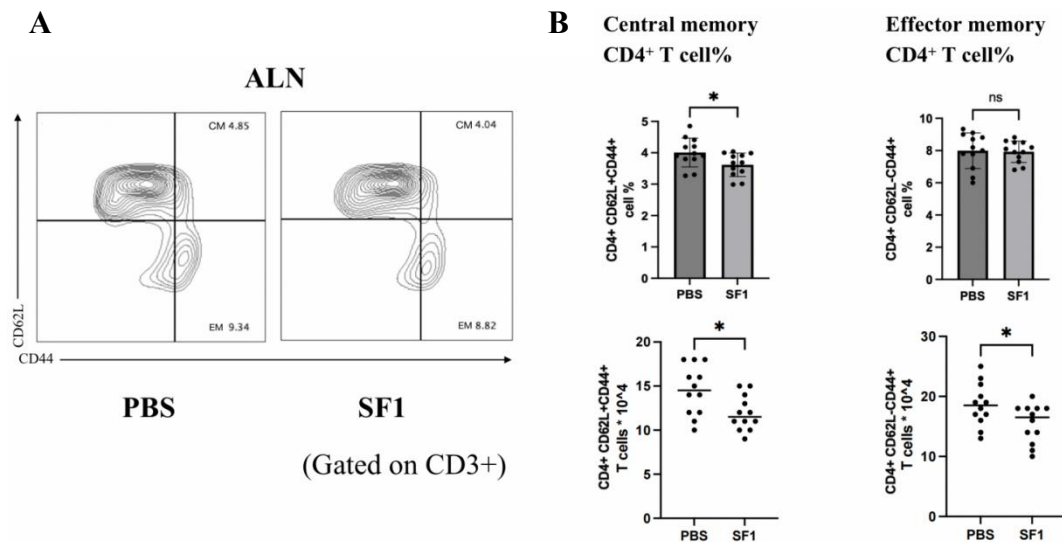 A
ALN
CM 4.85
CM 4.04
EM 9.34
EM 8.82
CD62L
CD44
PBS
SF1
(Gated on CD3+)
B
Central memory
CD4⁺ T cell%
Effector memory
CD4⁺ T cell%
CD4+ CD62L+CD44+
cell %
5
4
3
2
1
0
*
PBS
SF1
CD4+ CD62L-CD44+
cell %
10
8
6
4
2
0
ns
PBS
SF1
CD4+ CD62L+CD44+
T cells * 10^4
20
15
10
5
0
*
PBS
SF1
CD4+ CD62L-CD44+
T cells * 10^4
30
20
10
0
*
PBS
SF1